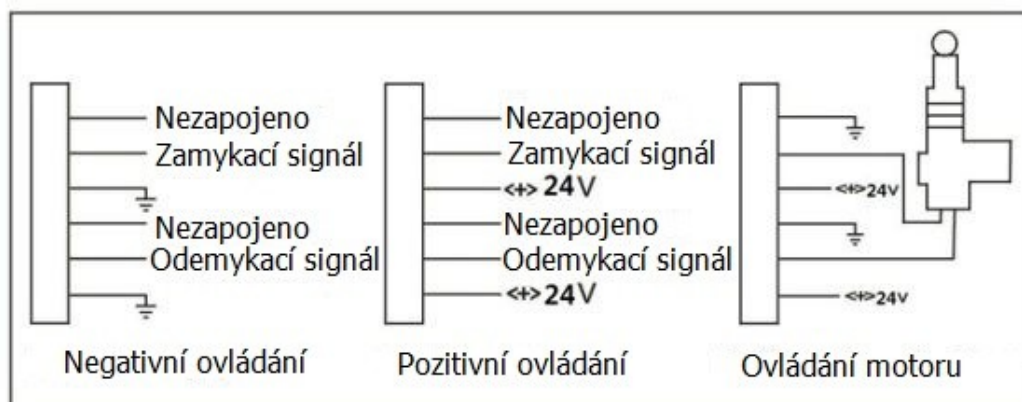 Nezapojeno
Zamykací signál
Nezapojeno
Odemykací signál
Negativní ovládání
Nezapojeno
Zamykací signál
<+> 24V
Nezapojeno
Odemykací signál
<+> 24V
Pozitivní ovládání
<+>24v
<+>24v
Ovládání motoru